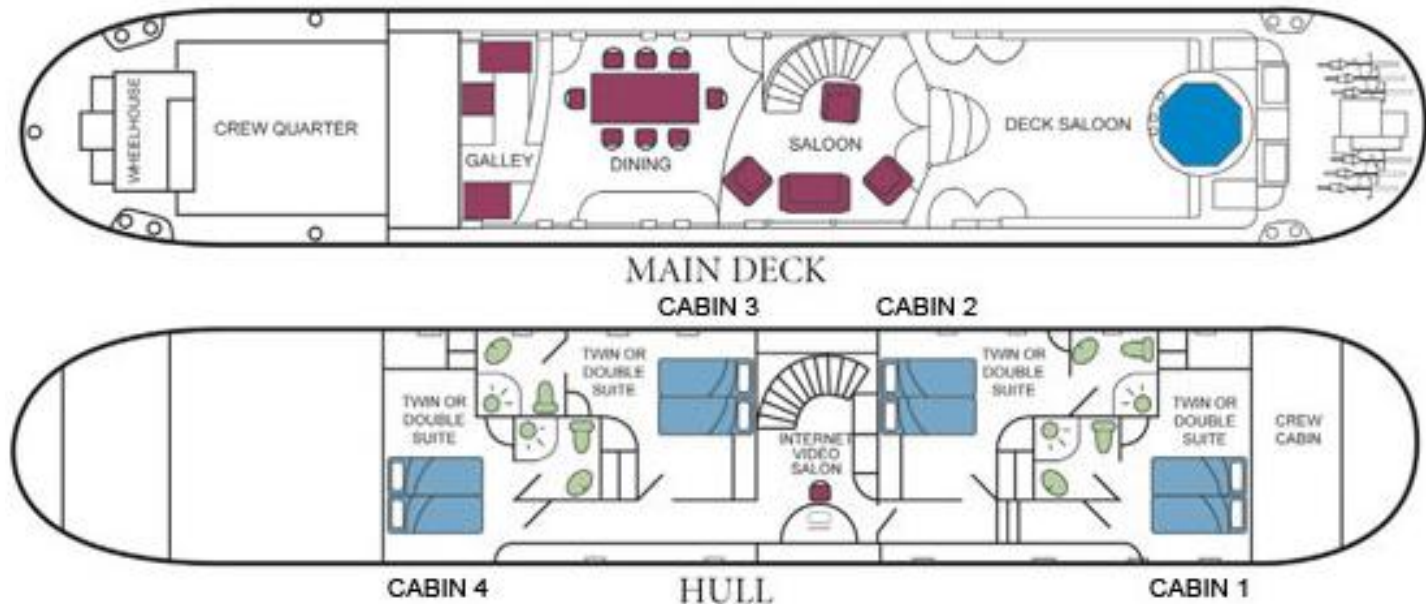 WHEELHOUSE
CREW QUARTER
GALLEY
DINING
SALOON
DECK SALOON
MAIN DECK
CABIN 3
CABIN 2
TWIN OR
DOUBLE
SUITE
TWIN OR
DOUBLE
SUITE
INTERNET
VIDEO
SALON
TWIN OR
DOUBLE
SUITE
TWIN OR
DOUBLE
SUITE
CREW
CABIN
CABIN 4
HULL
CABIN 1